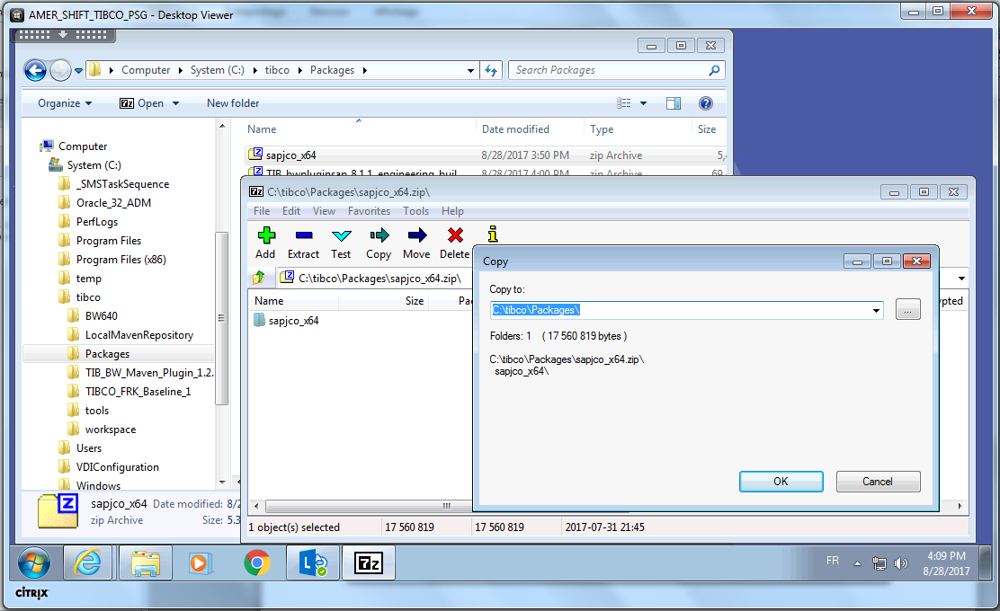 AMER_SHIFT_TIBCO_PSG - Desktop Viewer
Computer System (C:) tibco Packages
Search Packages
Organize Open New folder
Name Date modified Type Size
sapjco_x64 8/28/2017 3:50 PM zip Archive 5,
TIB_bwpluginsap_8.1.1_engineering_buil 8/28/2017 4:00 PM zip Archive 69
Computer
System (C:)
_SMSTaskSequence
Oracle_32_ADM
PerfLogs
Program Files
Program Files (x86)
temp
tibco
BW640
LocalMavenRepository
Packages
TIB_BW_Maven_Plugin_1.2.
TIBCO_FRK_Baseline_1
tools
workspace
Users
VDIConfiguration
Windows
sapjco_x64 Date modified: 8/2
zip Archive Size: 5.3
7z C:\tibco\Packages\sapjco_x64.zip\
File Edit View Favorites Tools Help
Add Extract Test Copy Move Delete
C:\tibco\Packages\sapjco_x64.zip\
Name Size Pa ypted
sapjco_x64
Copy
Copy to:
C:\tibco\Packages\
...
Folders: 1 ( 17 560 819 bytes )
C:\tibco\Packages\sapjco_x64.zip\
sapjco_x64\
OK Cancel
1 object(s) selected 17 560 819 17 560 819 2017-07-31 21:45
7z
FR
4:09 PM
8/28/2017
CITRIX